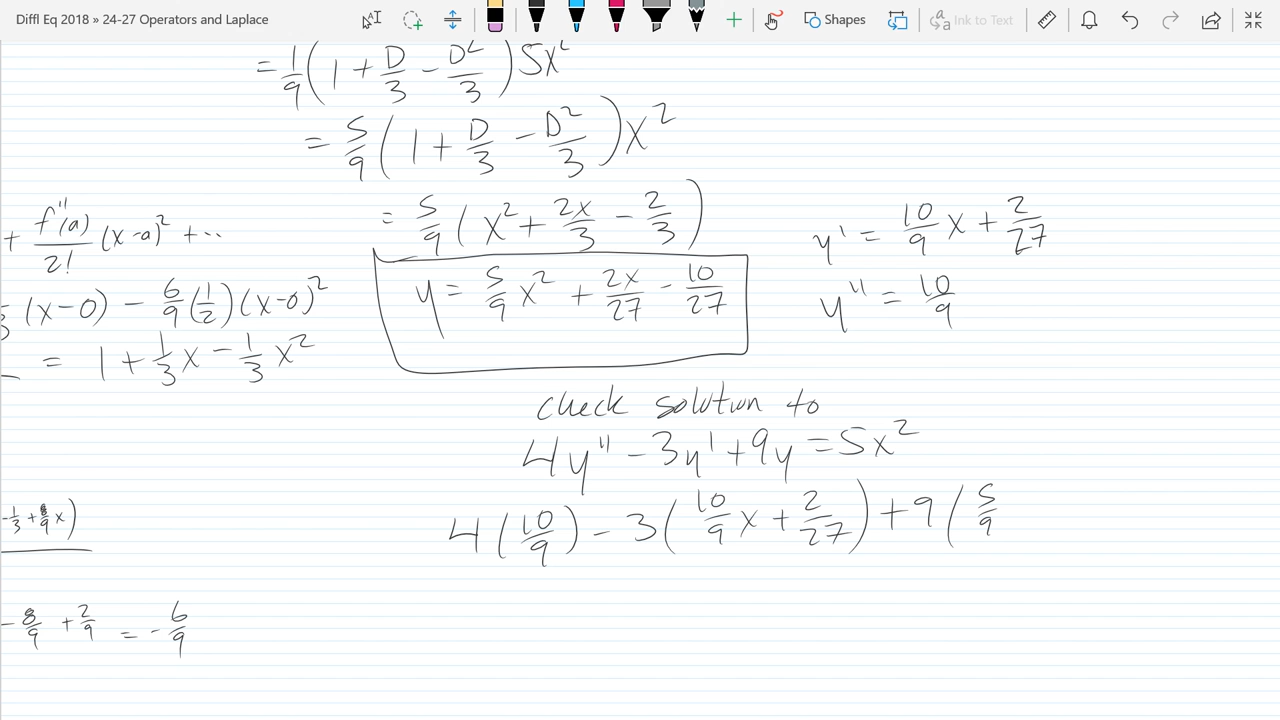 Diffl Eq 2018 » 24-27 Operators and Laplace
Shapes
Ink to Text
= 1/9 (1 + D/3 - D²/3) 5x²
= 5/9 (1 + D/3 - D²/3) x²
= 5/9 (x² + 2x/3 - 2/3)
y = 5/9 x² + 2x/27 - 10/27
y' = 10/9 x + 2/27
y'' = 10/9
+ f''(a)/2! (x-a)² + ...
(x-0) - 6/9 (1/2) (x-0)²
= 1 + 1/3 x - 1/3 x²
check solution to
4y'' - 3y' + 9y = 5x²
4 (10/9) - 3 (10/9 x + 2/27) + 9 (5/9
-1/3 + 8/9 x)
- 8/9 + 2/9 = - 6/9